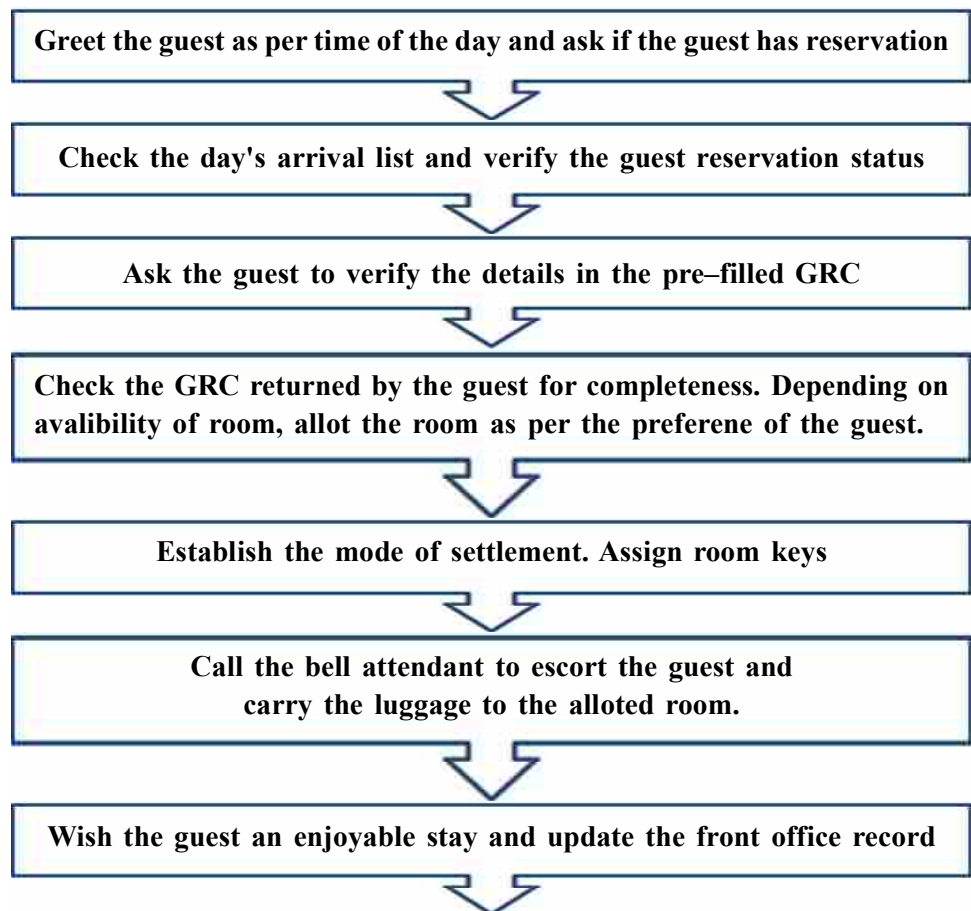 Greet the guest as per time of the day and ask if the guest has reservation
Check the day's arrival list and verify the guest reservation status
Ask the guest to verify the details in the pre–filled GRC
Check the GRC returned by the guest for completeness. Depending on
avalibility of room, allot the room as per the preferene of the guest.
Establish the mode of settlement. Assign room keys
Call the bell attendant to escort the guest and
carry the luggage to the alloted room.
Wish the guest an enjoyable stay and update the front office record